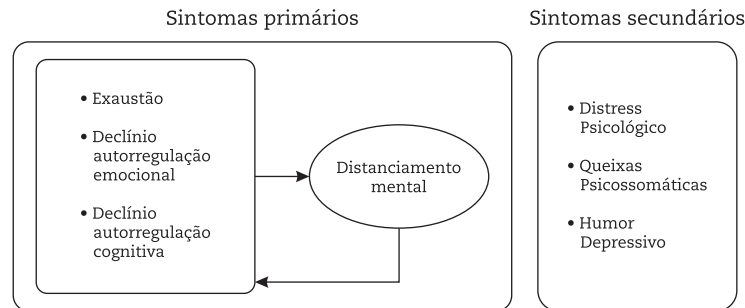 Sintomas primários
• Exaustão
• Declínio
autorregulação
emocional
• Declínio
autorregulação
cognitiva
Distanciamento
mental
Sintomas secundários
• Distress
Psicológico
• Queixas
Psicossomáticas
• Humor
Depressivo